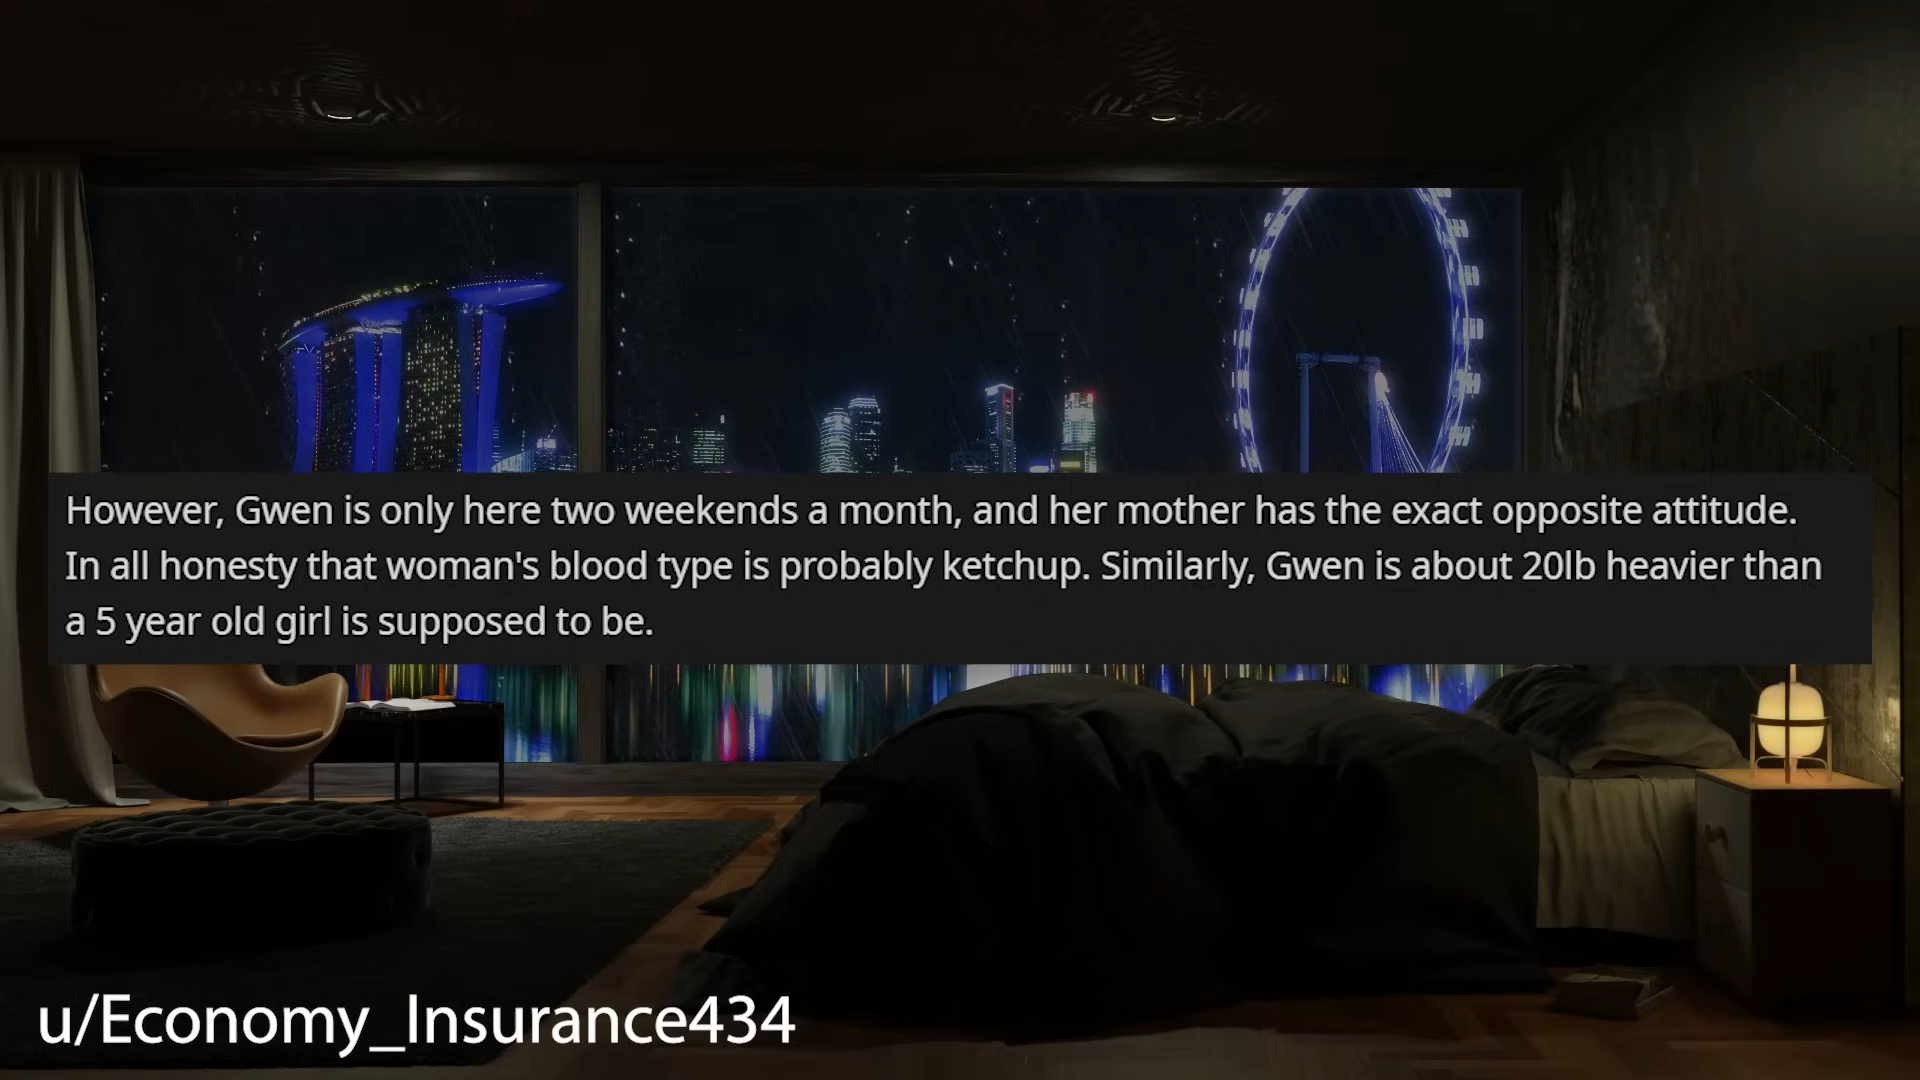 However, Gwen is only here two weekends a month, and her mother has the exact opposite attitude.
In all honesty that woman's blood type is probably ketchup. Similarly, Gwen is about 20lb heavier than
a 5 year old girl is supposed to be.
u/Economy_Insurance434